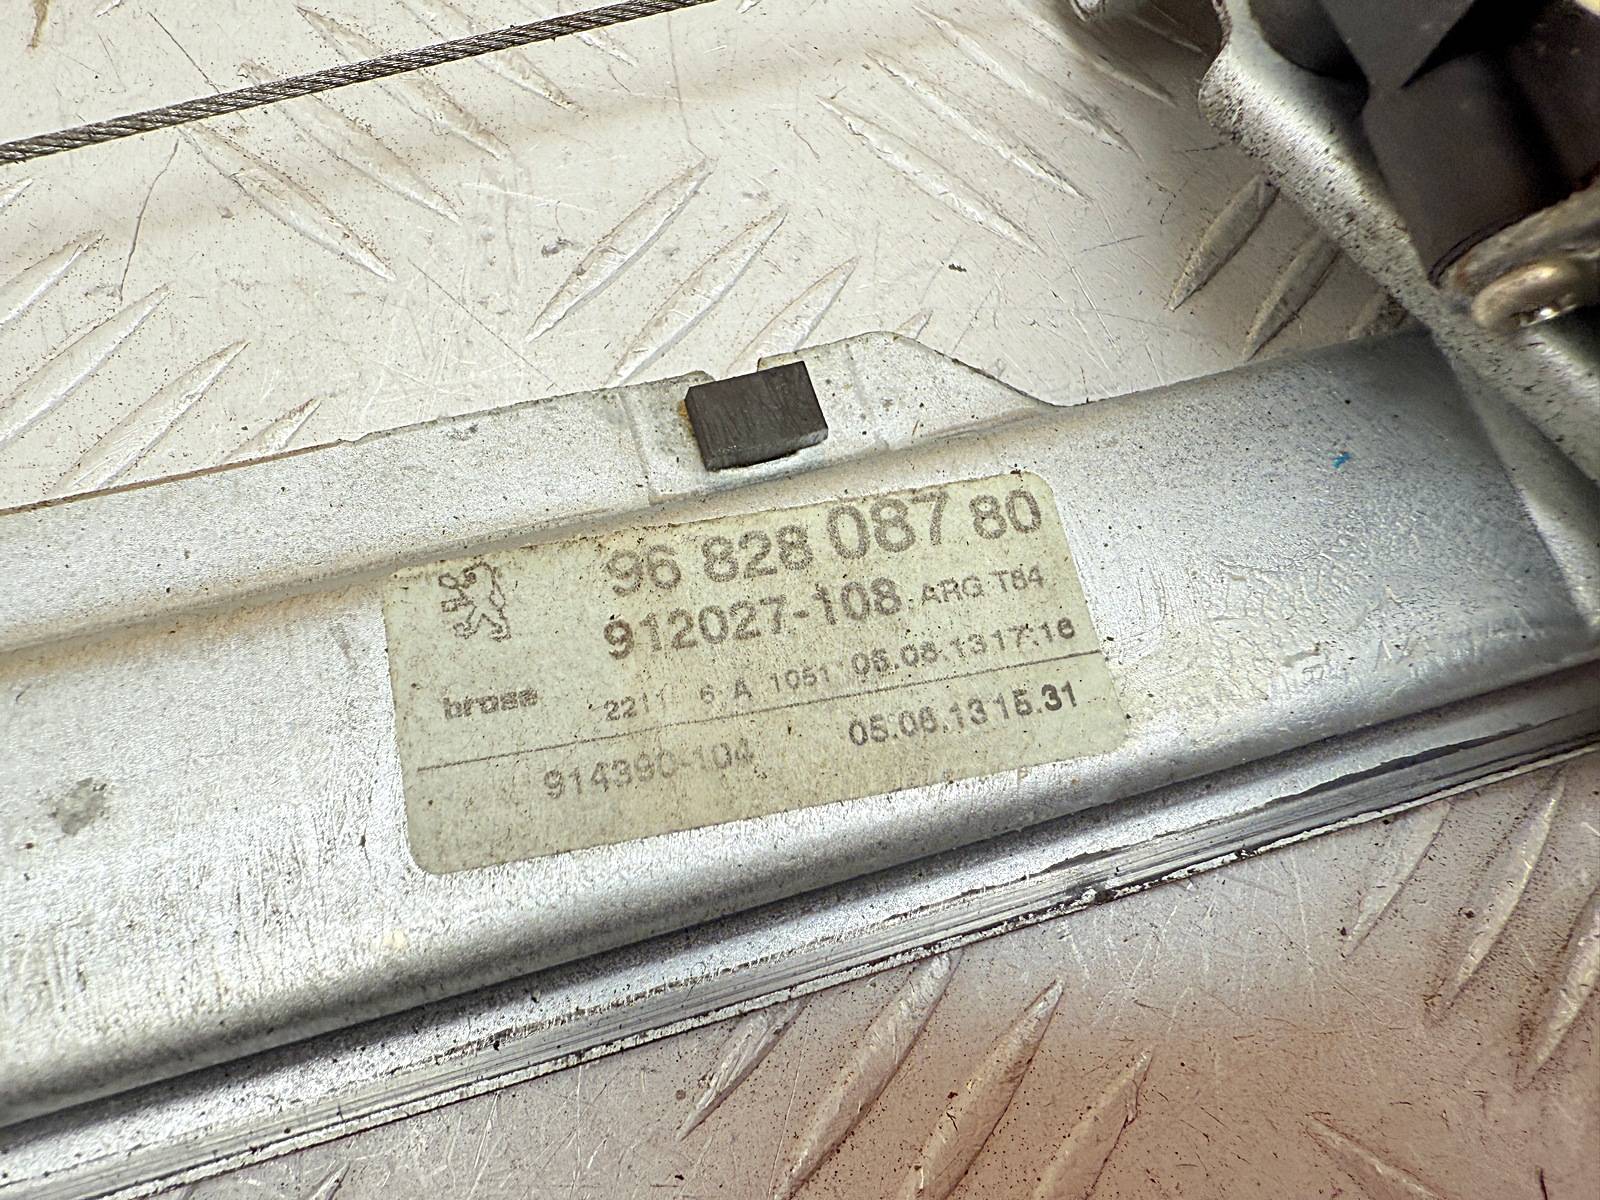 96 828 087 80
912027-108 ARG T84
brose 2211 6 A 1951 05.06.13 17:16
914390-104 05.06.13 15.31